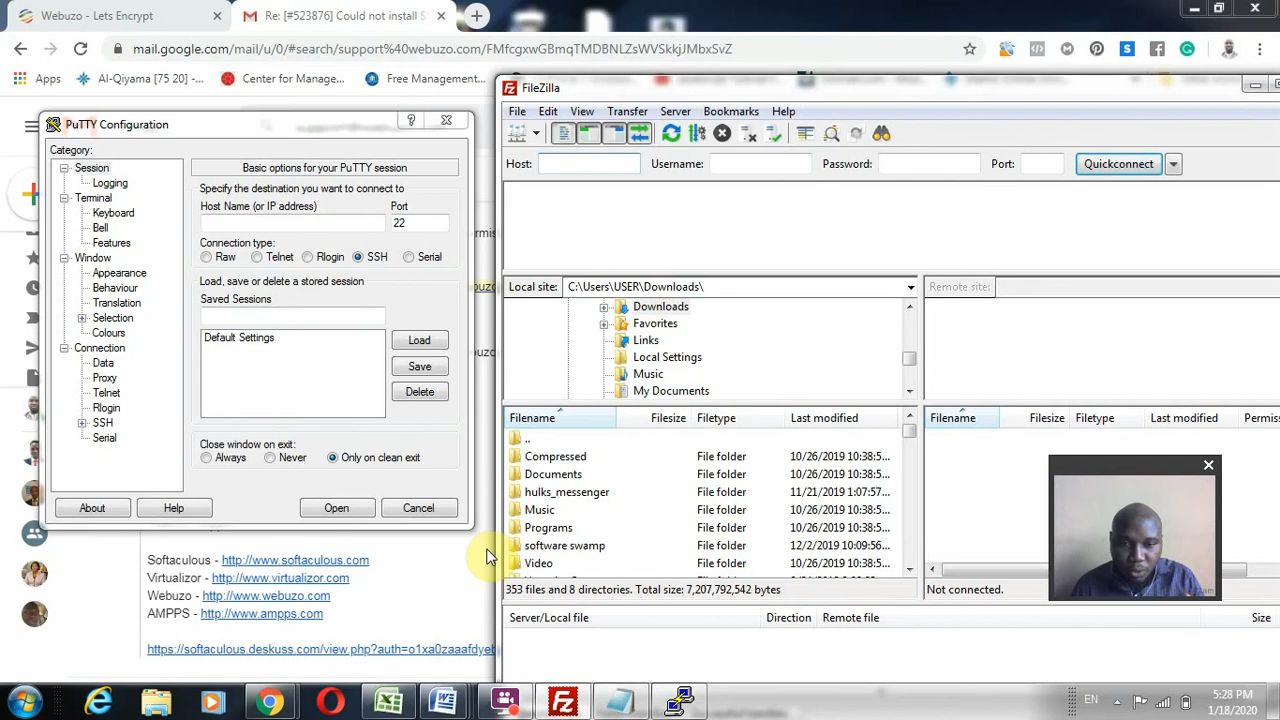 Webuzo - Lets Encrypt
Re: [#523876] Could not install S
mail.google.com/mail/u/0/#search/support%40webuzo.com/FMfcgxwGBmqTMDBNLZsWVSkkjJMbxSvZ
Apps
Al-Qiyama [75 20] -...
Center for Manage...
Free Management...
PuTTY Configuration
Category:
Session
Logging
Terminal
Keyboard
Bell
Features
Window
Appearance
Behaviour
Translation
Selection
Colours
Connection
Data
Proxy
Telnet
Rlogin
SSH
Serial
Basic options for your PuTTY session
Specify the destination you want to connect to
Host Name (or IP address) Port
22
Connection type:
Raw Telnet Rlogin SSH Serial
Load, save or delete a stored session
Saved Sessions
Default Settings
Load
Save
Delete
Close window on exit:
Always Never Only on clean exit
About Help Open Cancel
Softaculous - http://www.softaculous.com
Virtualizor - http://www.virtualizor.com
Webuzo - http://www.webuzo.com
AMPPS - http://www.ampps.com
https://softaculous.deskuss.com/view.php?auth=o1xa0zaaafdyeb
FileZilla
File Edit View Transfer Server Bookmarks Help
Host: Username: Password: Port: Quickconnect
Local site: C:\Users\USER\Downloads\
Downloads
Favorites
Links
Local Settings
Music
My Documents
Filename Filesize Filetype Last modified
..
Compressed File folder 10/26/2019 10:38:5...
Documents File folder 10/26/2019 10:38:5...
hulks_messenger File folder 11/21/2019 1:07:57...
Music File folder 10/26/2019 10:38:5...
Programs File folder 10/26/2019 10:38:5...
software swamp File folder 12/2/2019 10:09:56...
Video File folder 10/26/2019 10:38:5...
353 files and 8 directories. Total size: 7,207,792,542 bytes
Remote site:
Filename Filesize Filetype Last modified Permis
Not connected.
Server/Local file Direction Remote file Size
EN
5:28 PM
1/18/2020